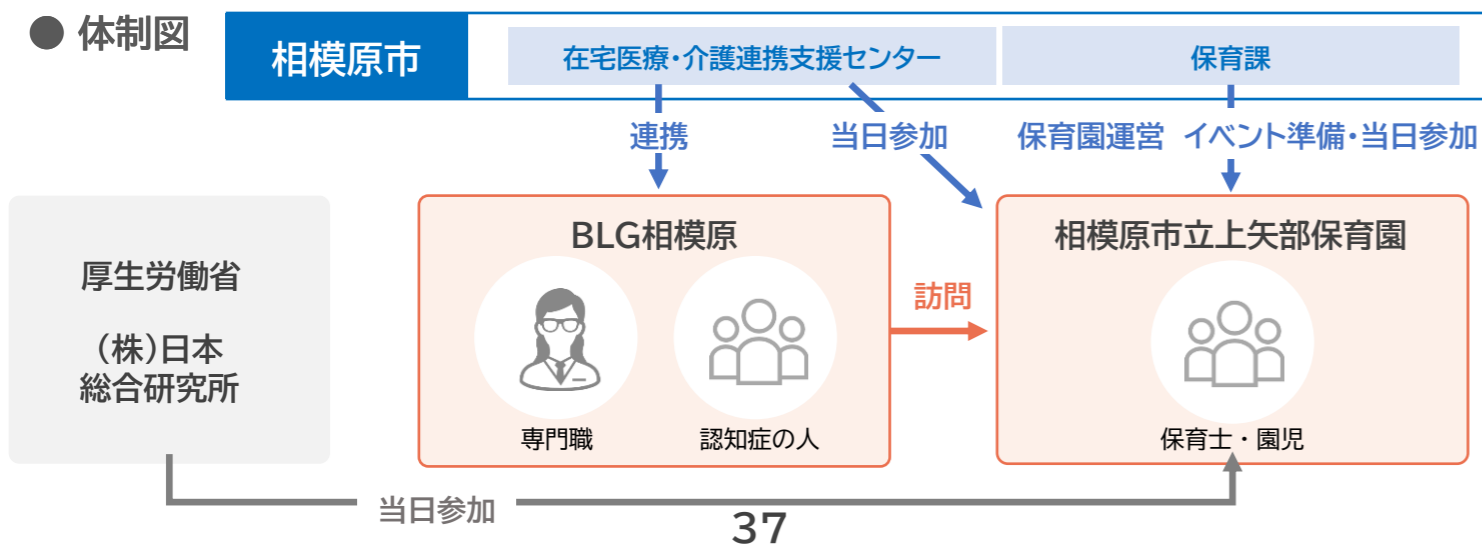 ● 体制図
相模原市
在宅医療・介護連携支援センター
保育課
連携
当日参加
保育園運営 イベント準備・当日参加
厚生労働省
(株)日本
総合研究所
BLG相模原
専門職
認知症の人
訪問
相模原市立上矢部保育園
保育士・園児
当日参加
37